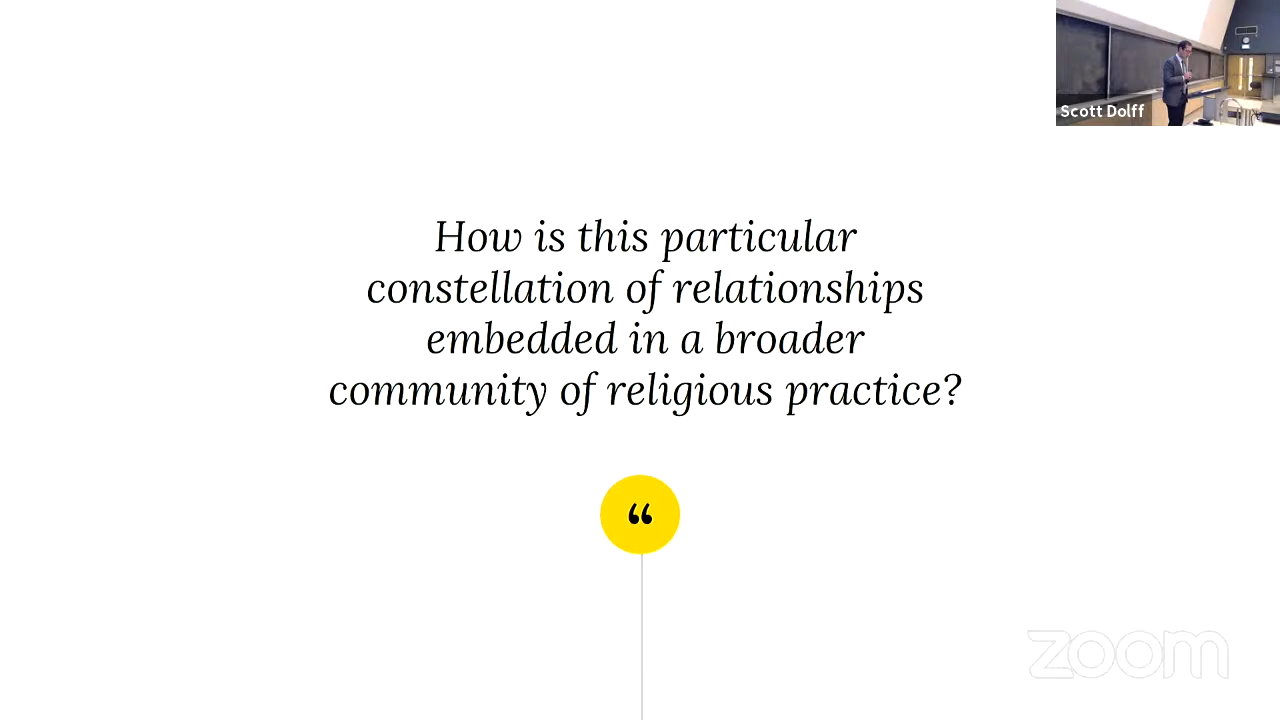 Scott Dolff
How is this particular
constellation of relationships
embedded in a broader
community of religious practice?
“
zoom